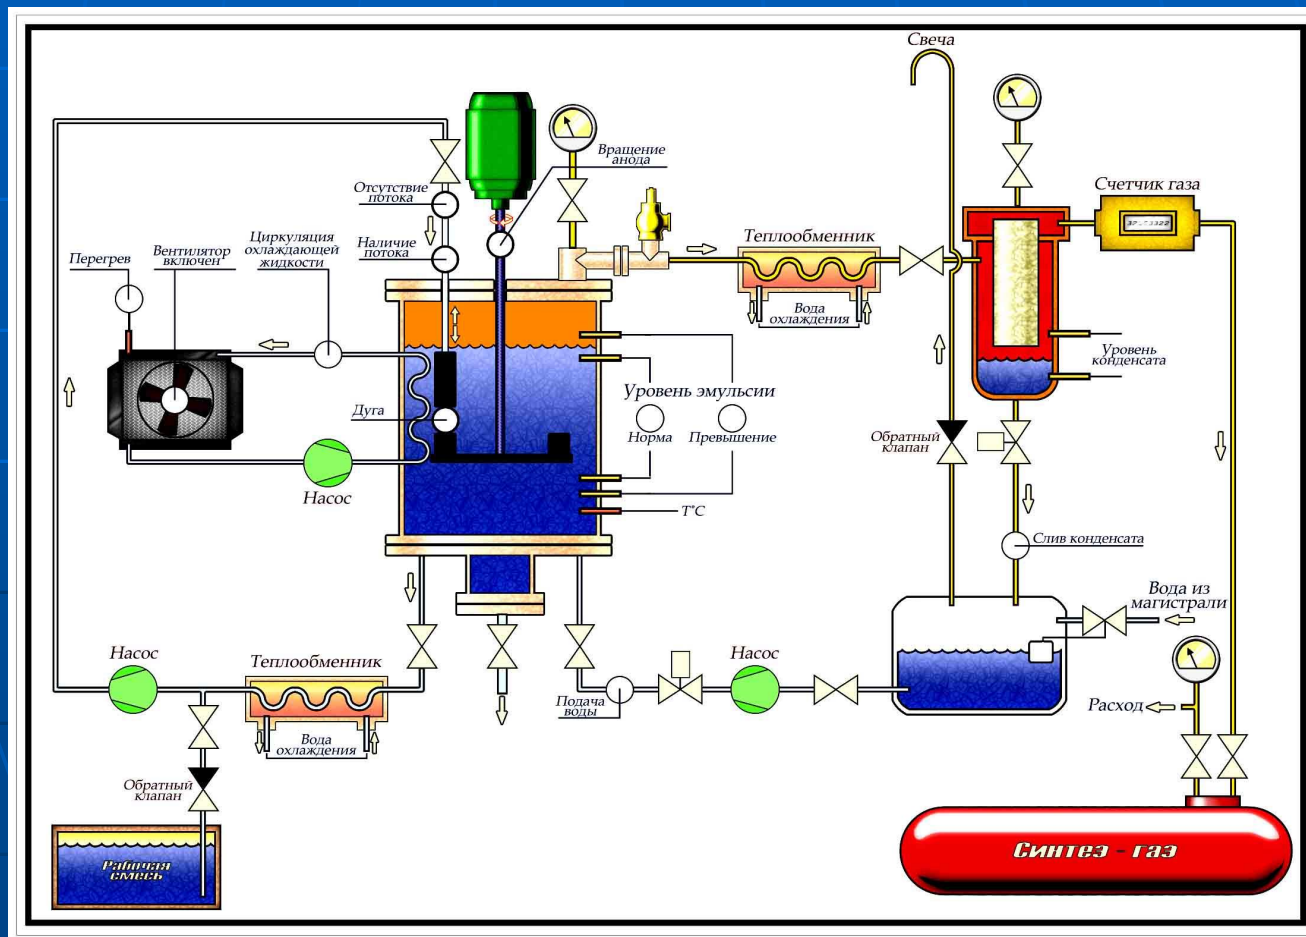 Свеча
Вращение
анода
Счетчик газа
Отсутствие
потока
Наличие
потока
Циркуляция
охлаждающей
жидкости
Вентилятор
включен
Перегрев
Теплообменник
Вода
охлаждения
Уровень
конденсата
Уровень эмульсии
Норма
Превышение
Дуга
Насос
Обратный
клапан
T°C
Слив конденсата
Вода из
магистрали
Насос
Теплообменник
Насос
Подача
воды
Расход
Вода
охлаждения
Обратный
клапан
Рабочая
смесь
Синтез - газ